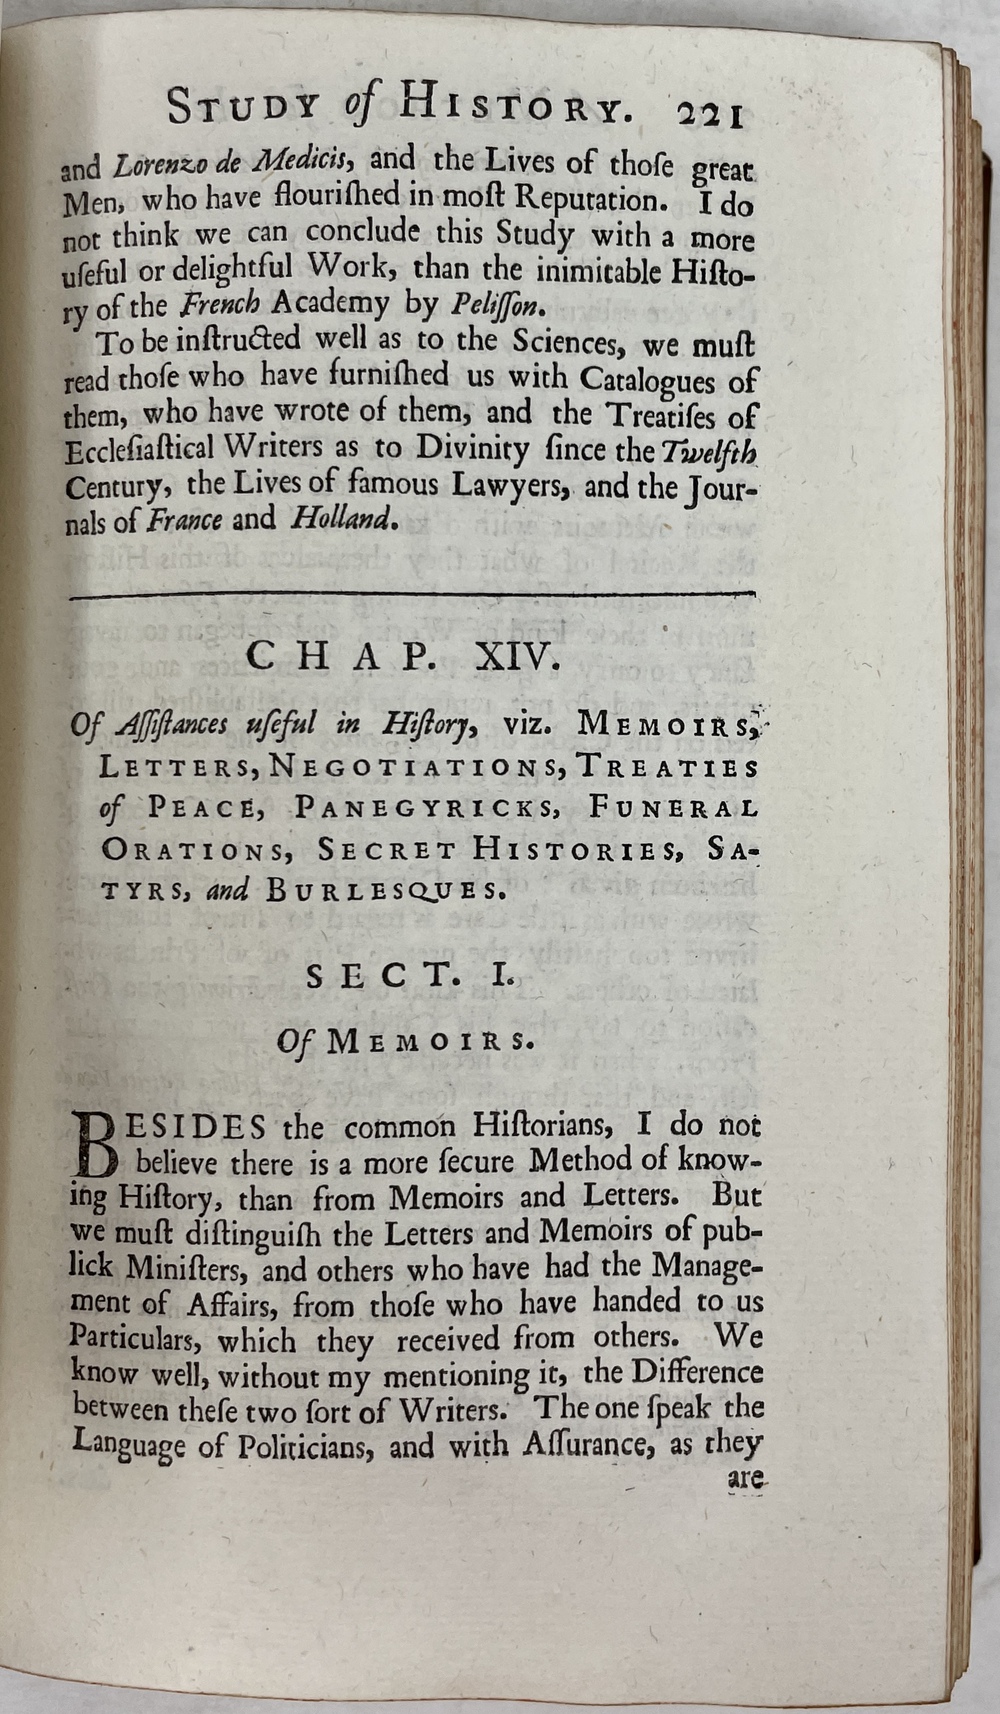 STUDY of HISTORY. 221
and Lorenzo de Medicis, and the Lives of thoſe great
Men, who have flouriſhed in moſt Reputation. I do
not think we can conclude this Study with a more
uſeful or delightful Work, than the inimitable Hiſto-
ry of the French Academy by Peliſſon.
To be inſtructed well as to the Sciences, we muſt
read thoſe who have furniſhed us with Catalogues of
them, who have wrote of them, and the Treatiſes of
Eccleſiaſtical Writers as to Divinity ſince the Twelfth
Century, the Lives of famous Lawyers, and the Jour-
nals of France and Holland.
CHAP. XIV.
Of Aſſiſtances uſeful in Hiſtory, viz. MEMOIRS,
LETTERS, NEGOTIATIONS, TREATIES
of PEACE, PANEGYRICKS, FUNERAL
ORATIONS, SECRET HISTORIES, SA-
TYRS, and BURLESQUES.
SECT. I.
Of MEMOIRS.
BESIDES the common Hiſtorians, I do not
believe there is a more ſecure Method of know-
ing Hiſtory, than from Memoirs and Letters. But
we muſt diſtinguiſh the Letters and Memoirs of pub-
lick Miniſters, and others who have had the Manage-
ment of Affairs, from thoſe who have handed to us
Particulars, which they received from others. We
know well, without my mentioning it, the Difference
between theſe two ſort of Writers. The one ſpeak the
Language of Politicians, and with Aſſurance, as they
are